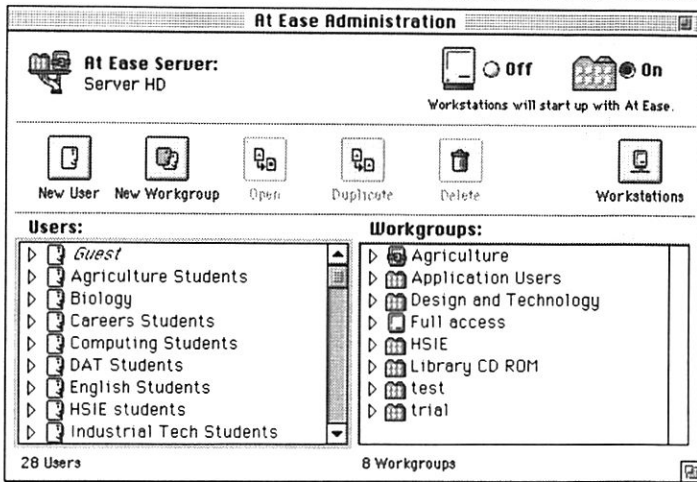 At Ease Administration
At Ease Server:
Server HD
Off
On
Workstations will start up with At Ease.
New User
New Workgroup
Open
Duplicate
Delete
Workstations
Users:
Guest
Agriculture Students
Biology
Careers Students
Computing Students
DAT Students
English Students
HSIE students
Industrial Tech Students
28 Users
Workgroups:
Agriculture
Application Users
Design and Technology
Full access
HSIE
Library CD ROM
test
trial
8 Workgroups